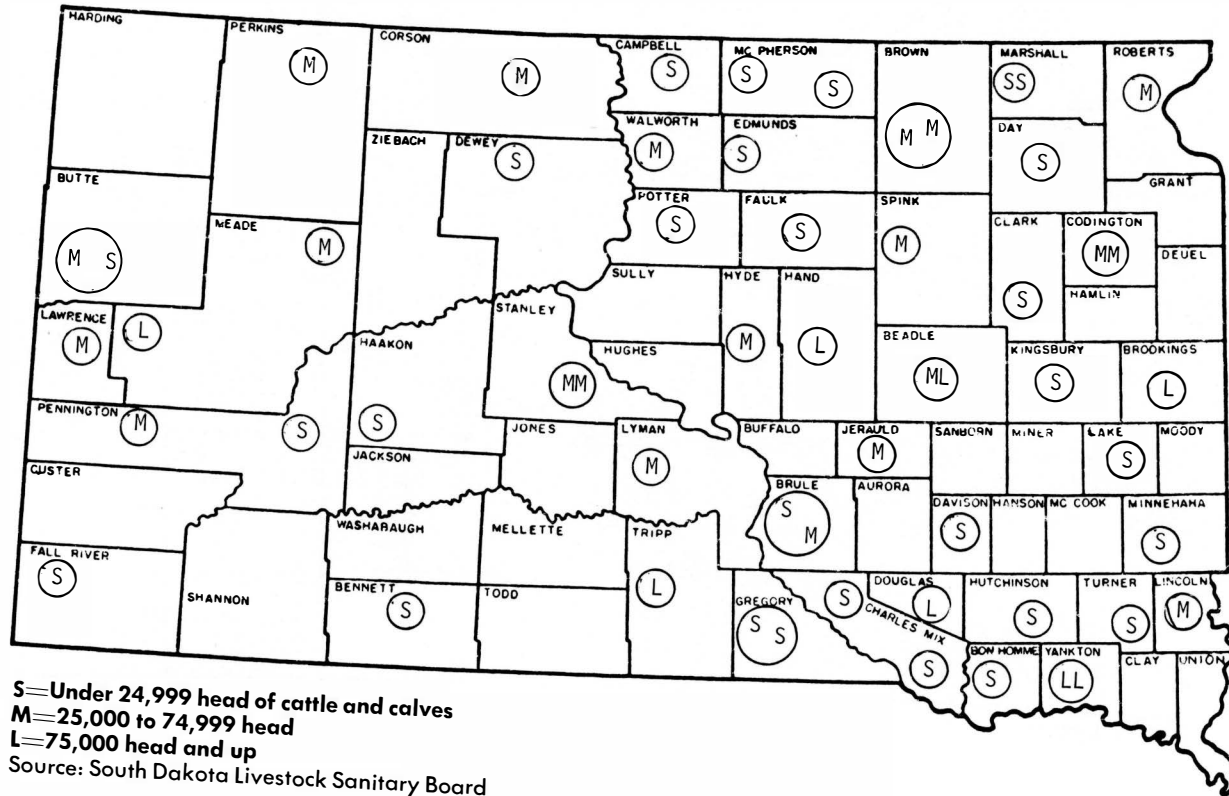 HARDING
PERKINS
M
CORSON
M
CAMPBELL
S
MC PHERSON
S
S
BROWN
M M
MARSHALL
SS
ROBERTS
M
ZIEBACH
DEWEY
S
WALWORTH
M
EDMUNDS
S
DAY
S
GRANT
BUTTE
M S
MEADE
M
L
POTTER
S
FAULK
S
SPINK
M
CLARK
S
CODINGTON
MM
DEUEL
SULLY
HYDE
M
HAND
L
HAMLIN
LAWRENCE
M
HAAKON
S
STANLEY
MM
HUGHES
BEADLE
ML
KINGSBURY
S
BROOKINGS
L
PENNINGTON
M
S
JACKSON
JONES
LYMAN
M
BUFFALO
JERAULD
M
SANBORN
MINER
LAKE
S
MOODY
CUSTER
BRULE
S
M
AURORA
DAVISON
S
HANSON
MC COOK
MINNEHAHA
S
WASHABAUGH
MELLETTE
TRIPP
L
FALL RIVER
S
SHANNON
BENNETT
S
TODD
GREGORY
S S
CHARLES MIX
S
S
DOUGLAS
L
HUTCHINSON
S
TURNER
S
LINCOLN
M
BON HOMME
S
YANKTON
LL
CLAY
UNION
S=Under 24,999 head of cattle and calves
M=25,000 to 74,999 head
L=75,000 head and up
Source: South Dakota Livestock Sanitary Board